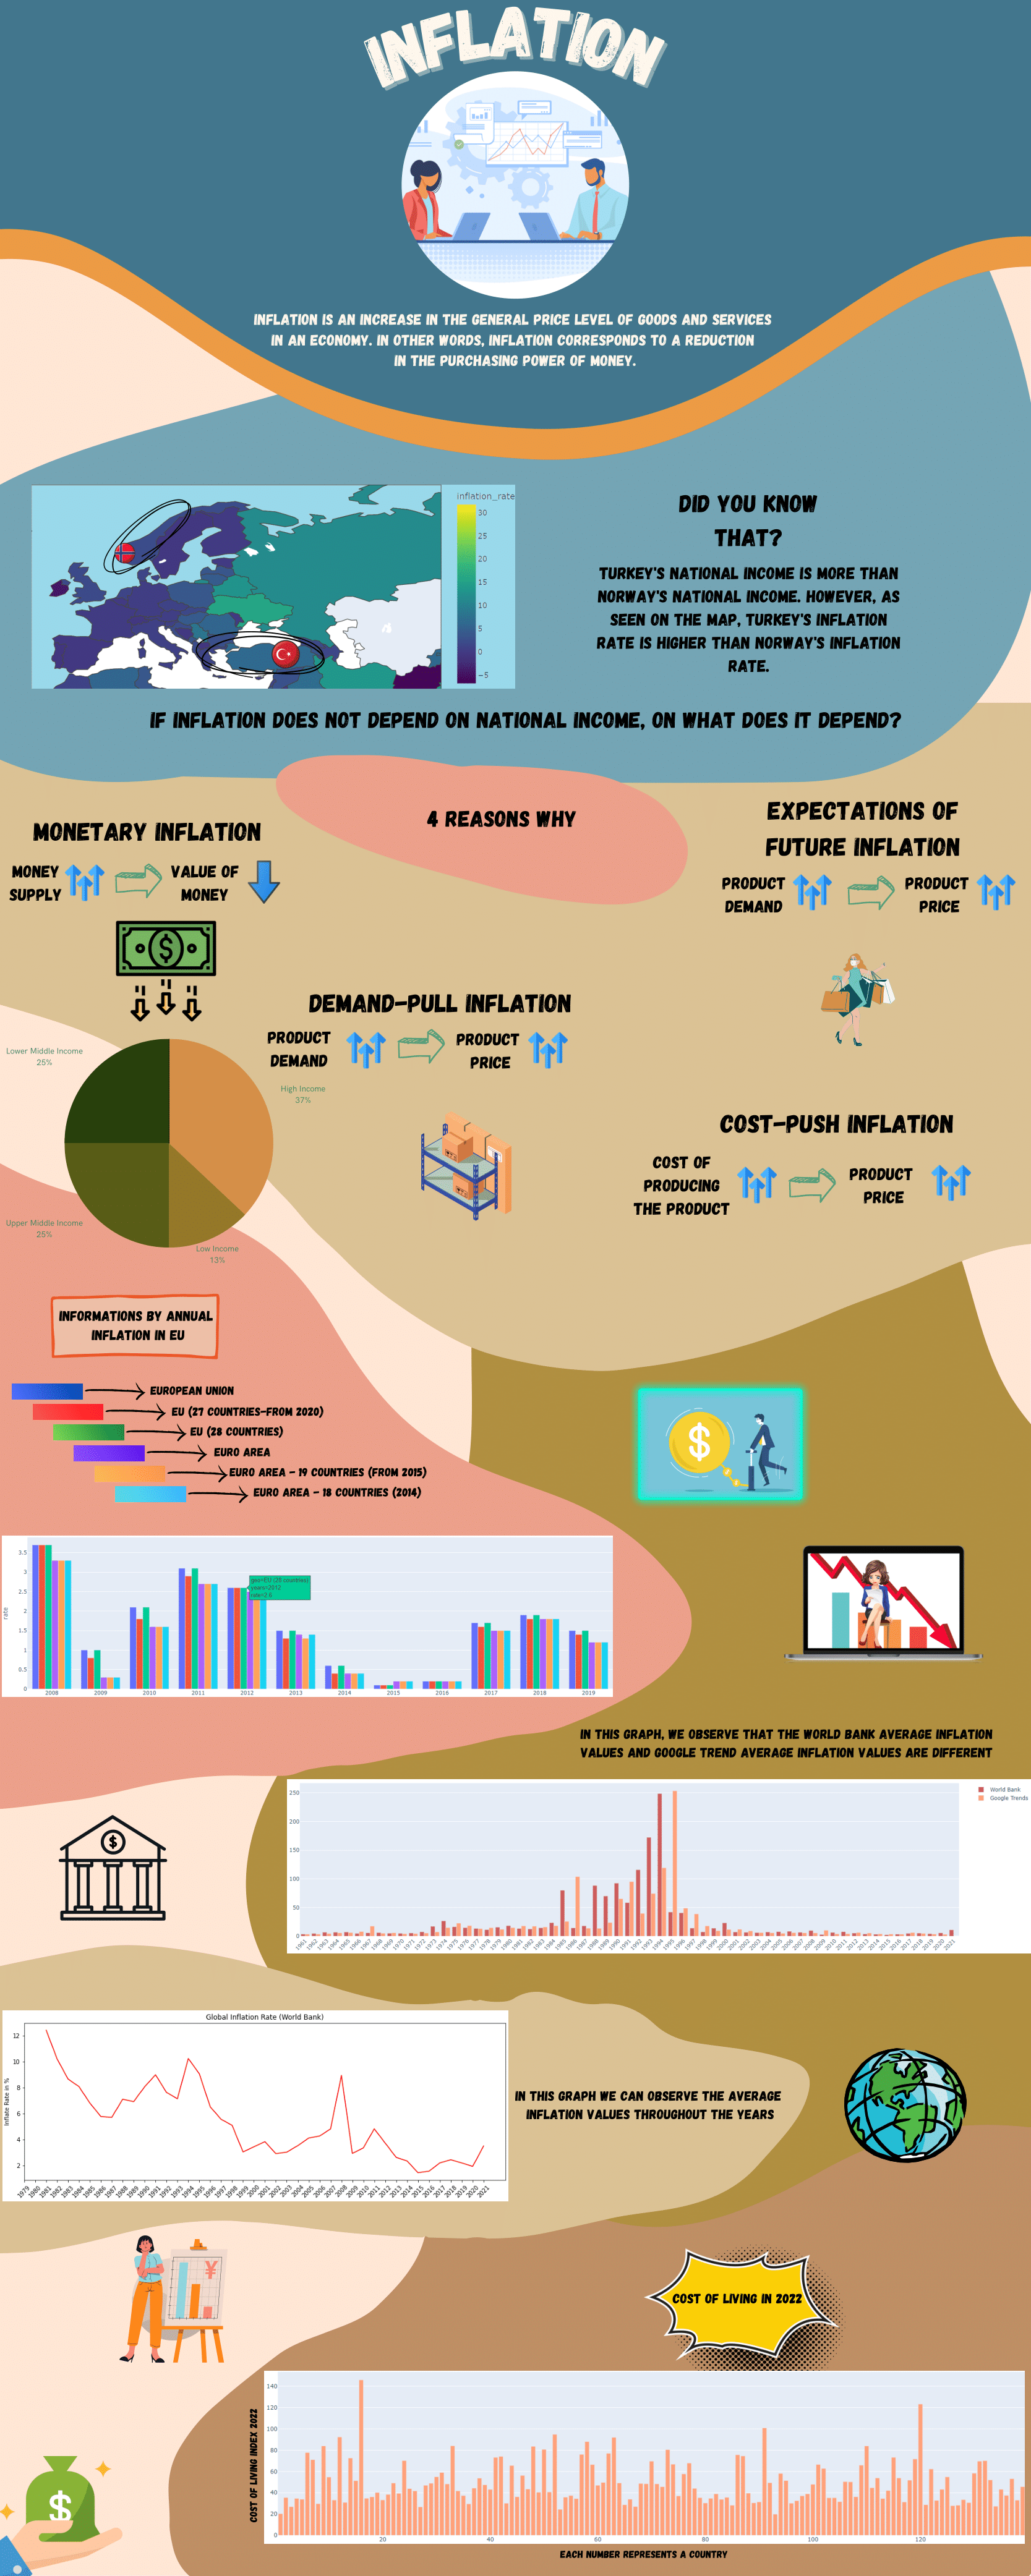 INFLATION
INFLATION IS AN INCREASE IN THE GENERAL PRICE LEVEL OF GOODS AND SERVICES
IN AN ECONOMY. IN OTHER WORDS, INFLATION CORRESPONDS TO A REDUCTION
IN THE PURCHASING POWER OF MONEY.
inflation_rate
30
25
20
15
10
5
0
−5
DID YOU KNOW
THAT?
TURKEY'S NATIONAL INCOME IS MORE THAN
NORWAY'S NATIONAL INCOME. HOWEVER, AS
SEEN ON THE MAP, TURKEY'S INFLATION
RATE IS HIGHER THAN NORWAY'S INFLATION
RATE.
IF INFLATION DOES NOT DEPEND ON NATIONAL INCOME, ON WHAT DOES IT DEPEND?
4 REASONS WHY
MONETARY INFLATION
MONEY
SUPPLY
VALUE OF
MONEY
EXPECTATIONS OF
FUTURE INFLATION
PRODUCT
DEMAND
PRODUCT
PRICE
DEMAND-PULL INFLATION
PRODUCT
DEMAND
PRODUCT
PRICE
COST-PUSH INFLATION
COST OF
PRODUCING
THE PRODUCT
PRODUCT
PRICE
Lower Middle Income
25%
High Income
37%
Upper Middle Income
25%
Low Income
13%
INFORMATIONS BY ANNUAL
INFLATION IN EU
EUROPEAN UNION
EU (27 COUNTRIES-FROM 2020)
EU (28 COUNTRIES)
EURO AREA
EURO AREA - 19 COUNTRIES (FROM 2015)
EURO AREA - 18 COUNTRIES (2014)
$
rate
3.5
3
2.5
2
1.5
1
0.5
0
geo=EU (28 countries)
years=2012
rate=2.6
2008 2009 2010 2011 2012 2013 2014 2015 2016 2017 2018 2019
IN THIS GRAPH, WE OBSERVE THAT THE WORLD BANK AVERAGE INFLATION
VALUES AND GOOGLE TREND AVERAGE INFLATION VALUES ARE DIFFERENT
World Bank
Google Trends
250
200
150
100
50
0
$
Global Inflation Rate (World Bank)
Inflate Rate in %
12
10
8
6
4
2
1979 1980 1981 1982 1983 1984 1985 1986 1987 1988 1989 1990 1991 1992 1993 1994 1995 1996 1997 1998 1999 2000 2001 2002 2003 2004 2005 2006 2007 2008 2009 2010 2011 2012 2013 2014 2015 2016 2017 2018 2019 2020 2021
IN THIS GRAPH WE CAN OBSERVE THE AVERAGE
INFLATION VALUES THROUGHOUT THE YEARS
¥
COST OF LIVING IN 2022
COST OF LIVING INDEX 2022
140
120
100
80
60
40
20
0
20 40 60 80 100 120
EACH NUMBER REPRESENTS A COUNTRY
$